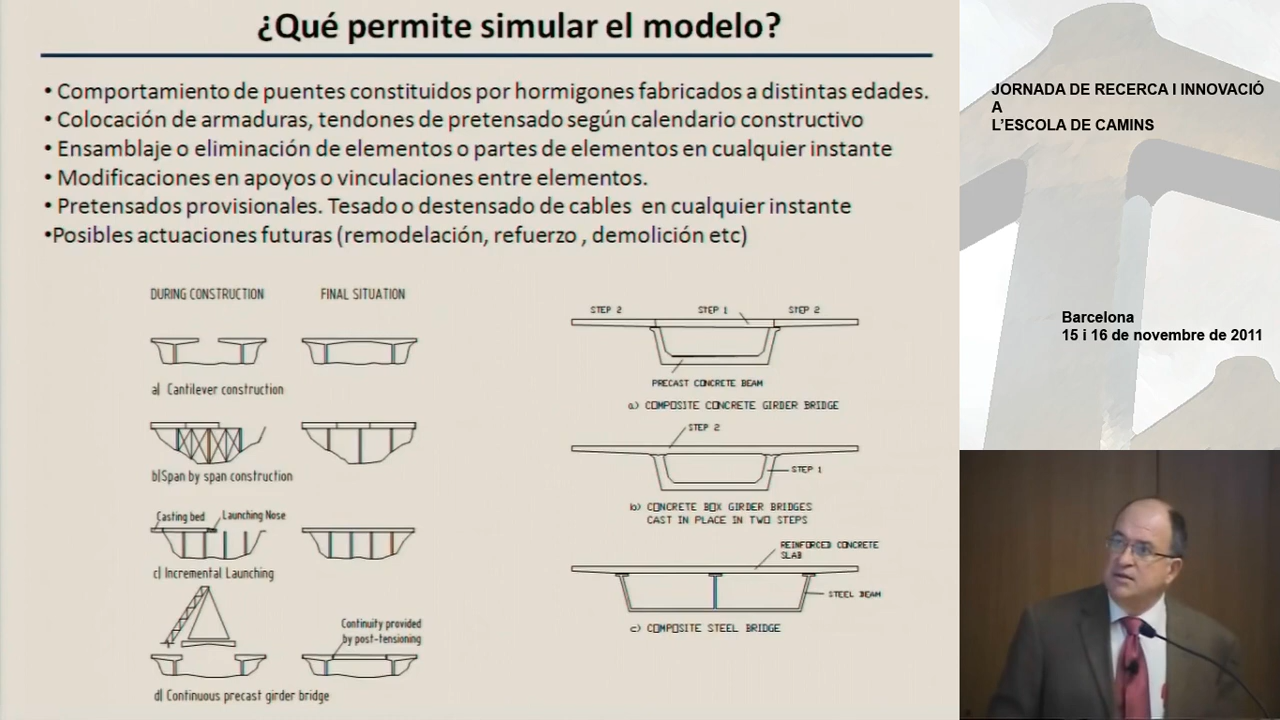 ¿Qué permite simular el modelo?
• Comportamiento de puentes constituidos por hormigones fabricados a distintas edades.
• Colocación de armaduras, tendones de pretensado según calendario constructivo
• Ensamblaje o eliminación de elementos o partes de elementos en cualquier instante
• Modificaciones en apoyos o vinculaciones entre elementos.
• Pretensados provisionales. Tesado o destensado de cables en cualquier instante
•Posibles actuaciones futuras (remodelación, refuerzo , demolición etc)
DURING CONSTRUCTION
FINAL SITUATION
a) Cantilever construction
b)Span by span construction
Casting bed
Launching Nose
c) Incremental Launching
Continuity provided
by post-tensioning
d) Continuous precast girder bridge
STEP 2
STEP 1
STEP 2
PRECAST CONCRETE BEAM
a) COMPOSITE CONCRETE GIRDER BRIDGE
STEP 2
STEP 1
b) CONCRETE BOX GIRDER BRIDGES
CAST IN PLACE IN TWO STEPS
REINFORCED CONCRETE
SLAB
STEEL BEAM
c) COMPOSITE STEEL BRIDGE
JORNADA DE RECERCA I INNOVACIÓ
A
L'ESCOLA DE CAMINS
Barcelona
15 i 16 de novembre de 2011